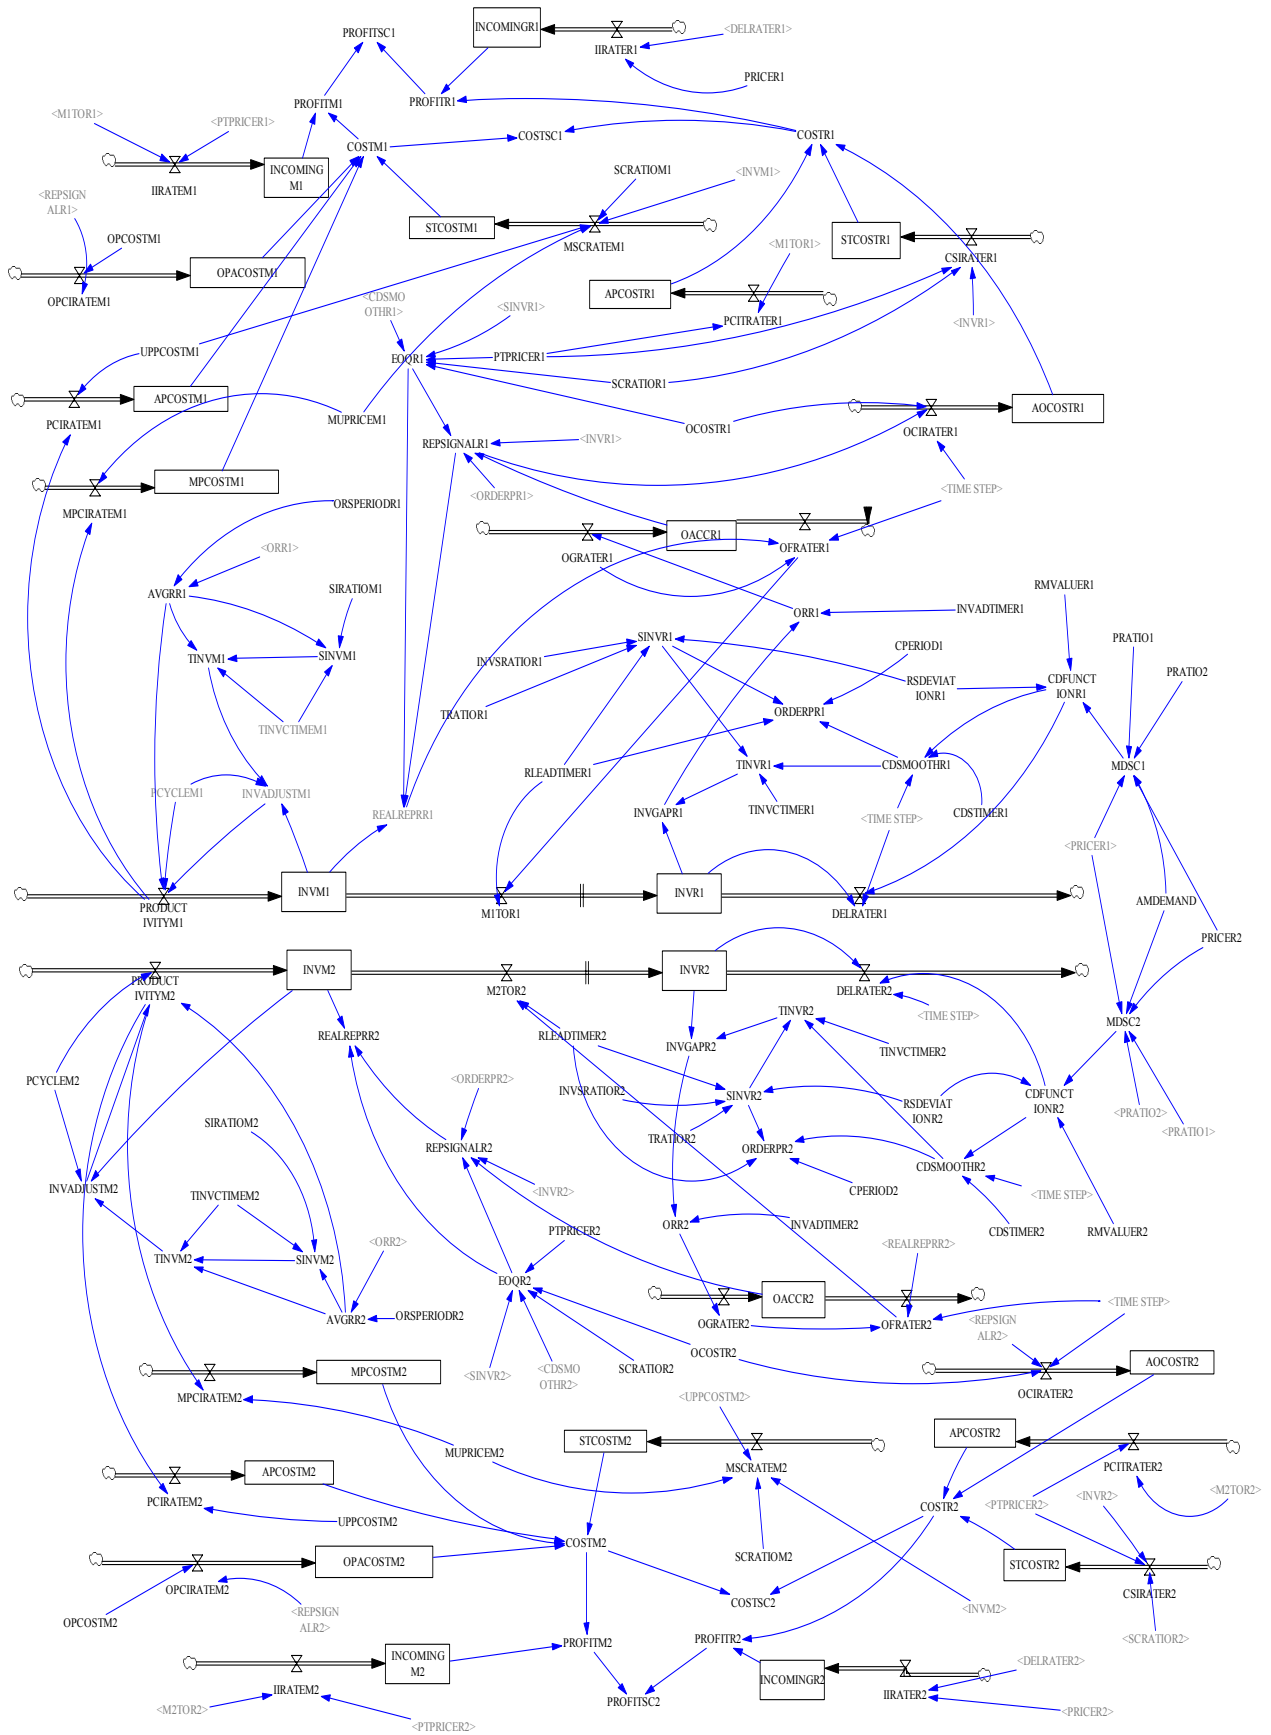 INCOMINGR1
<DELRATER1>
PROFITSC1
IIRATER1
PRICER1
PROFITM1
PROFITR1
<M1TOR1>
<PTPRICER1>
COSTSC1
COSTR1
COSTM1
INCOMING
M1
IIRATEM1
SCRATIOM1
<INVM1>
<REPSIGN
ALR1>
STCOSTM1
STCOSTR1
OPCOSTM1
MSCRATEM1
<M1TOR1>
CSIRATER1
OPACOSTM1
APCOSTR1
OPCIRATEM1
<CDSMO
OTHR1>
<SINVR1>
PCITRATER1
<INVR1>
UPPCOSTM1
EOQR1
PTPRICER1
SCRATIOR1
APCOSTM1
AOCOSTR1
PCIRATEM1
MUPRICEM1
OCOSTR1
OCIRATER1
REPSIGNALR1
<INVR1>
MPCOSTM1
<ORDERPR1>
<TIME STEP>
MPCIRATEM1
ORSPERIODR1
OACCR1
OGRATER1
OFRATER1
<ORR1>
AVGRR1
SIRATIOM1
RMVALUER1
ORR1
INVADTIMER1
SINVR1
CPERIOD1
PRATIO1
TINVM1
SINVM1
INVSRATIOR1
RSDEVIAT
IONR1
CDFUNCT
IONR1
PRATIO2
TRATIOR1
ORDERPR1
TINVCTIMEM1
TINVR1
CDSMOOTHR1
MDSC1
RLEADTIMER1
PCYCLEM1
INVADJUSTM1
TINVCTIMER1
REALREPRR1
INVGAPR1
<TIME STEP>
CDSTIMER1
<PRICER1>
INVM1
INVR1
AMDEMAND
PRODUCT
IVITYM1
M1TOR1
DELRATER1
PRICER2
INVM2
INVR2
PRODUCT
IVITYM2
M2TOR2
DELRATER2
<TIME STEP>
REALREPRR2
RLEADTIMER2
TINVR2
MDSC2
INVGAPR2
TINVCTIMER2
PCYCLEM2
<ORDERPR2>
INVSRATIOR2
SINVR2
RSDEVIAT
IONR2
CDFUNCT
IONR2
<PRATIO2>
SIRATIOM2
<PRATIO1>
REPSIGNALR2
TRATIOR2
ORDERPR2
CDSMOOTHR2
INVADJUSTM2
TINVCTIMEM2
<INVR2>
CPERIOD2
<TIME STEP>
ORR2
INVADTIMER2
PTPRICER2
CDSTIMER2
RMVALUER2
TINVM2
SINVM2
<ORR2>
<REALREPRR2>
EOQR2
OACCR2
AVGRR2
ORSPERIODR2
OGRATER2
OFRATER2
<TIME STEP>
<REPSIGN
ALR2>
OCOSTR2
AOCOSTR2
MPCOSTM2
<SINVR2>
<CDSMO
OTHR2>
SCRATIOR2
OCIRATER2
MPCIRATEM2
<UPPCOSTM2>
MUPRICEM2
STCOSTM2
APCOSTR2
APCOSTM2
MSCRATEM2
PCITRATER2
PCIRATEM2
<INVR2>
<M2TOR2>
UPPCOSTM2
COSTR2
<PTPRICER2>
COSTM2
OPACOSTM2
SCRATIOM2
STCOSTR2
OPCIRATEM2
CSIRATER2
COSTSC2
<INVM2>
OPCOSTM2
<REPSIGN
ALR2>
PROFITM2
PROFITR2
<SCRATIOR2>
INCOMING
M2
<DELRATER2>
INCOMINGR2
IIRATEM2
IIRATER2
PROFITSC2
<M2TOR2>
<PRICER2>
<PTPRICER2>